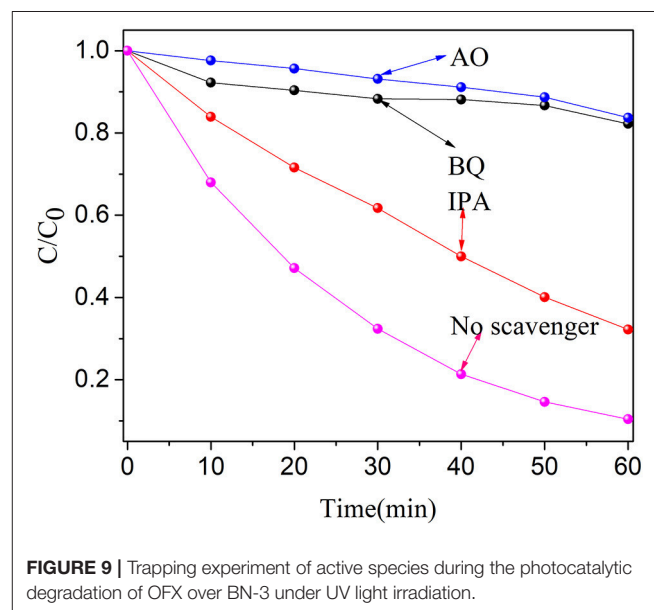 1.0
0.8
0.6
0.4
0.2
C/C₀
AO
BQ
IPA
No scavenger
0 10 20 30 40 50 60
Time(min)
FIGURE 9 | Trapping experiment of active species during the photocatalytic
degradation of OFX over BN-3 under UV light irradiation.